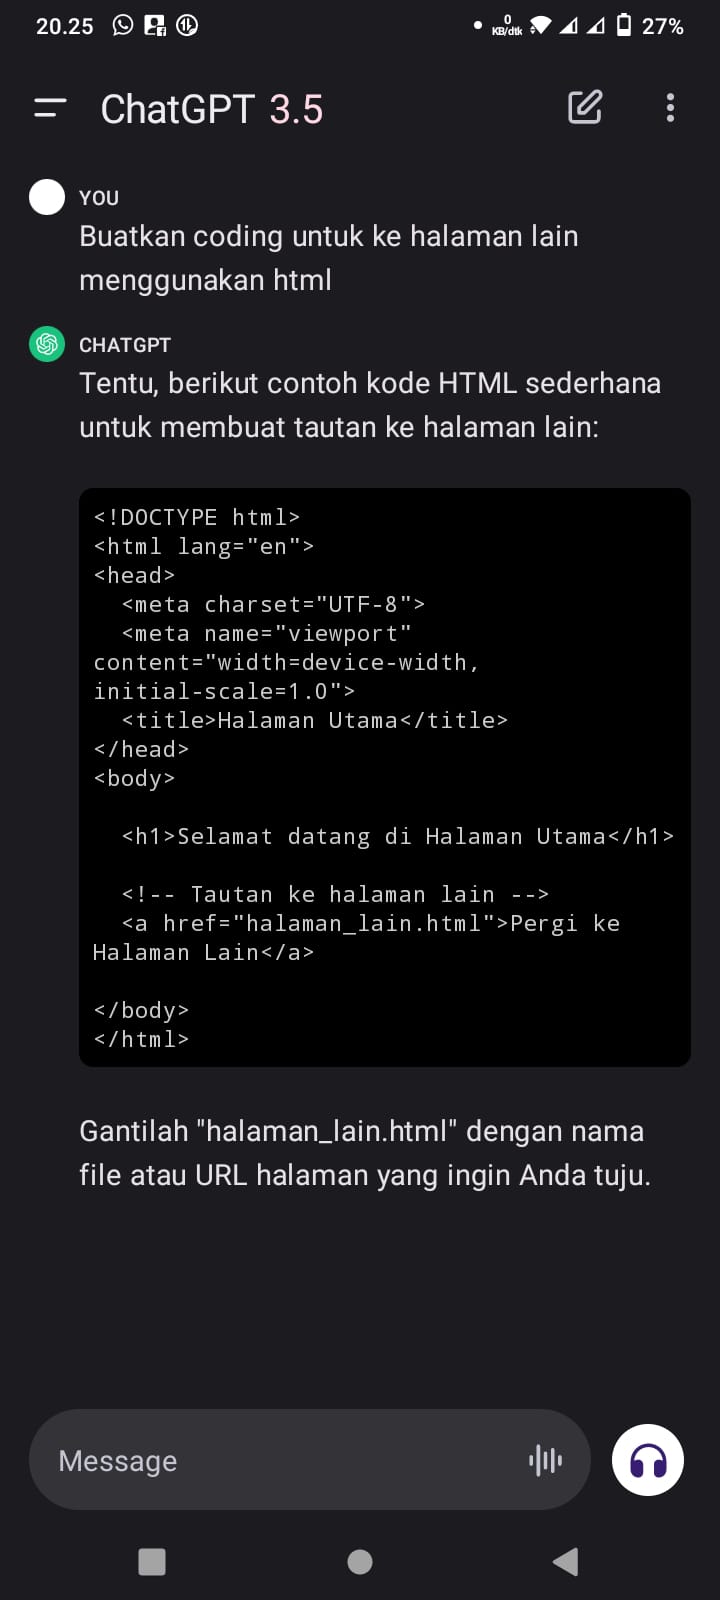 20.25
0
KB/dtk
27%
ChatGPT 3.5
YOU
Buatkan coding untuk ke halaman lain
menggunakan html
CHATGPT
Tentu, berikut contoh kode HTML sederhana
untuk membuat tautan ke halaman lain:
<!DOCTYPE html>
<html lang="en">
<head>
  <meta charset="UTF-8">
  <meta name="viewport"
content="width=device-width,
initial-scale=1.0">
  <title>Halaman Utama</title>
</head>
<body>
  <h1>Selamat datang di Halaman Utama</h1>
  <!-- Tautan ke halaman lain -->
  <a href="halaman_lain.html">Pergi ke
Halaman Lain</a>
</body>
</html>
Gantilah "halaman_lain.html" dengan nama
file atau URL halaman yang ingin Anda tuju.
Message